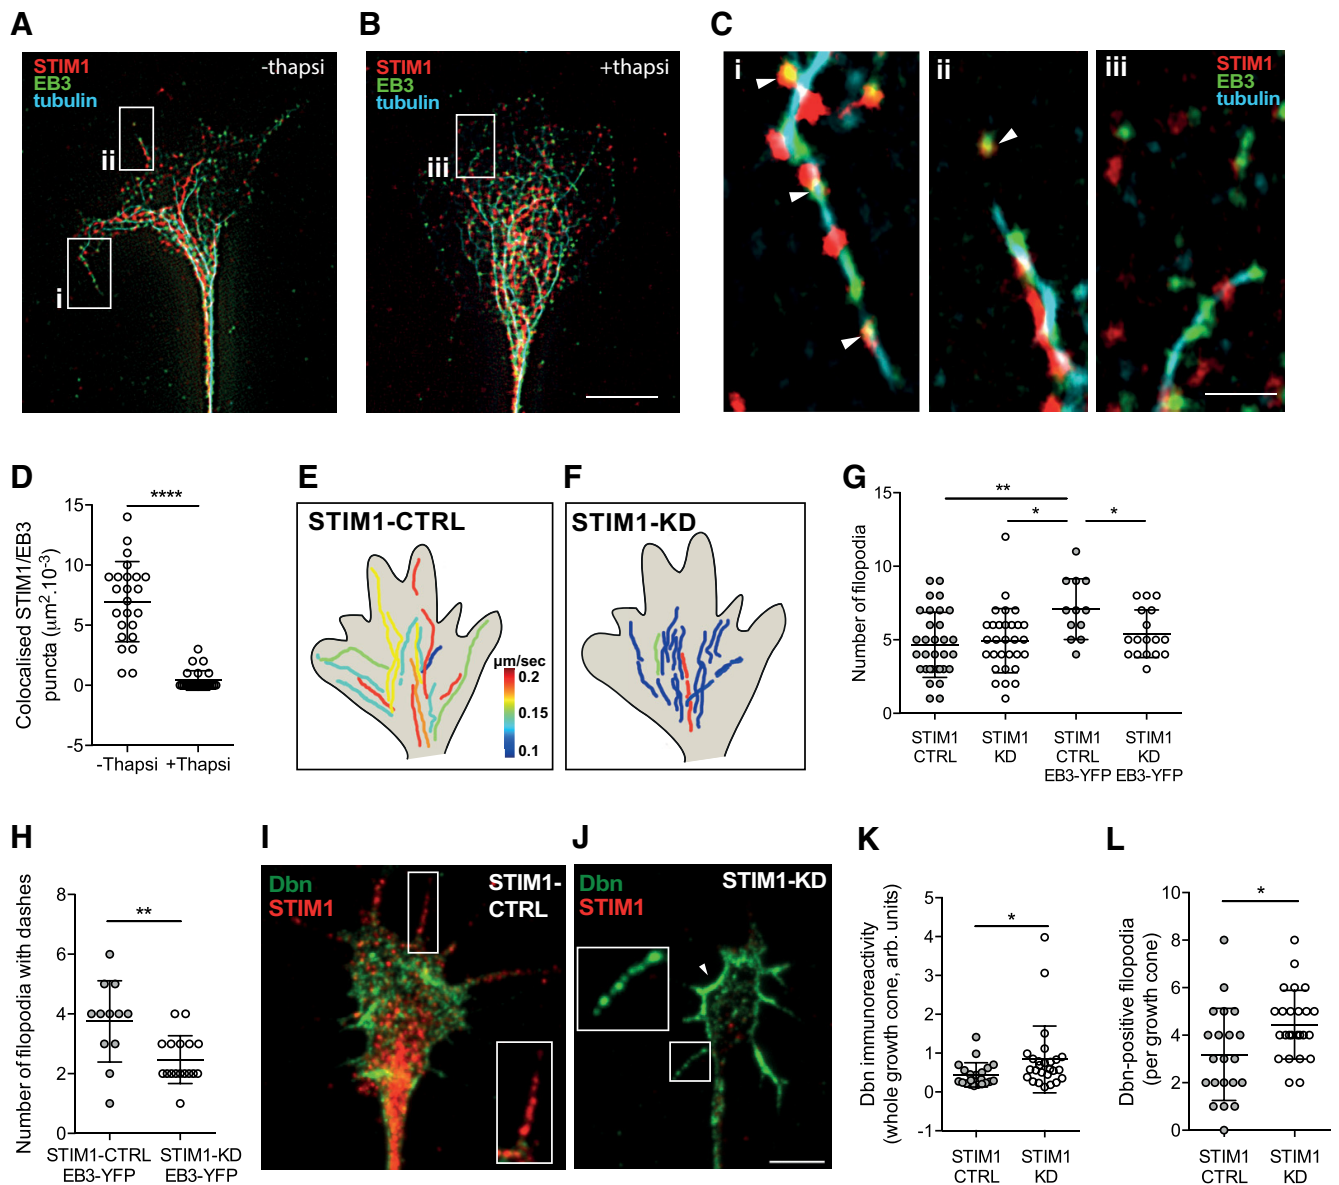 A
STIM1
EB3
tubulin
-thapsi
ii
i
B
STIM1
EB3
tubulin
+thapsi
iii
C
i
ii
iii
STIM1
EB3
tubulin
D
Colocalised STIM1/EB3
puncta (µm².10⁻³)
15
10
5
0
-5
****
-Thapsi
+Thapsi
E
STIM1-CTRL
µm/sec
0.2
0.15
0.1
F
STIM1-KD
G
Number of filopodia
15
10
5
0
**
*
*
STIM1
CTRL
STIM1
KD
STIM1
CTRL
EB3-YFP
STIM1
KD
EB3-YFP
H
Number of filopodia with dashes
8
6
4
2
0
**
STIM1-CTRL
EB3-YFP
STIM1-KD
EB3-YFP
I
Dbn
STIM1
STIM1-
CTRL
J
Dbn
STIM1
STIM1-KD
K
Dbn immunoreactivity
(whole growth cone, arb. units)
5
4
3
2
1
0
-1
*
STIM1
CTRL
STIM1
KD
L
Dbn-positive filopodia
(per growth cone)
10
8
6
4
2
0
*
STIM1
CTRL
STIM1
KD